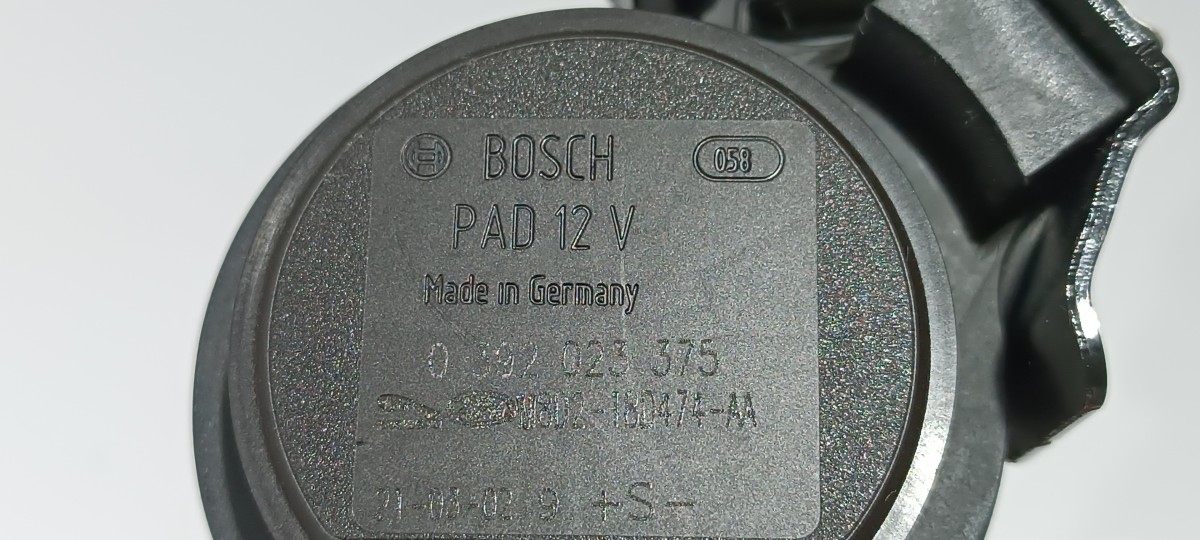 BOSCH 058
PAD 12 V
Made in Germany
0 392 023 375
+S-